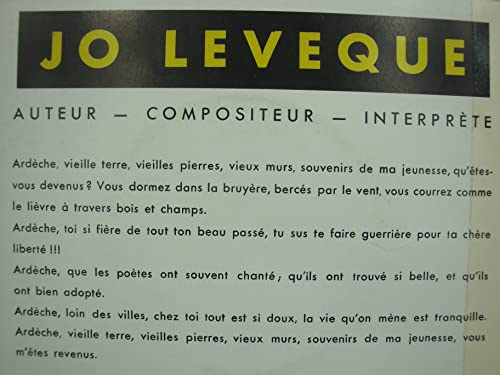 JO LEVEQUE
AUTEUR — COMPOSITEUR — INTERPRÈTE
Ardèche, vieille terre, vieilles pierres, vieux murs, souvenirs de ma jeunesse, qu'êtes-
vous devenus? Vous dormez dans la bruyère, bercés par le vent, vous courrez comme
le lièvre à travers bois et champs.
Ardèche, toi si fière de tout ton beau passé, tu sus te faire guerrière pour ta chère
liberté !!!
Ardèche, que les poètes ont souvent chanté; qu'ils ont trouvé si belle, et qu'ils
ont bien adopté.
Ardèche, loin des villes, chez toi tout est si doux, la vie qu'on mène est tranquille.
Ardèche, vieille terre, vieilles pierres, vieux murs, souvenirs de ma jeunesse, vous
m'êtes revenus.